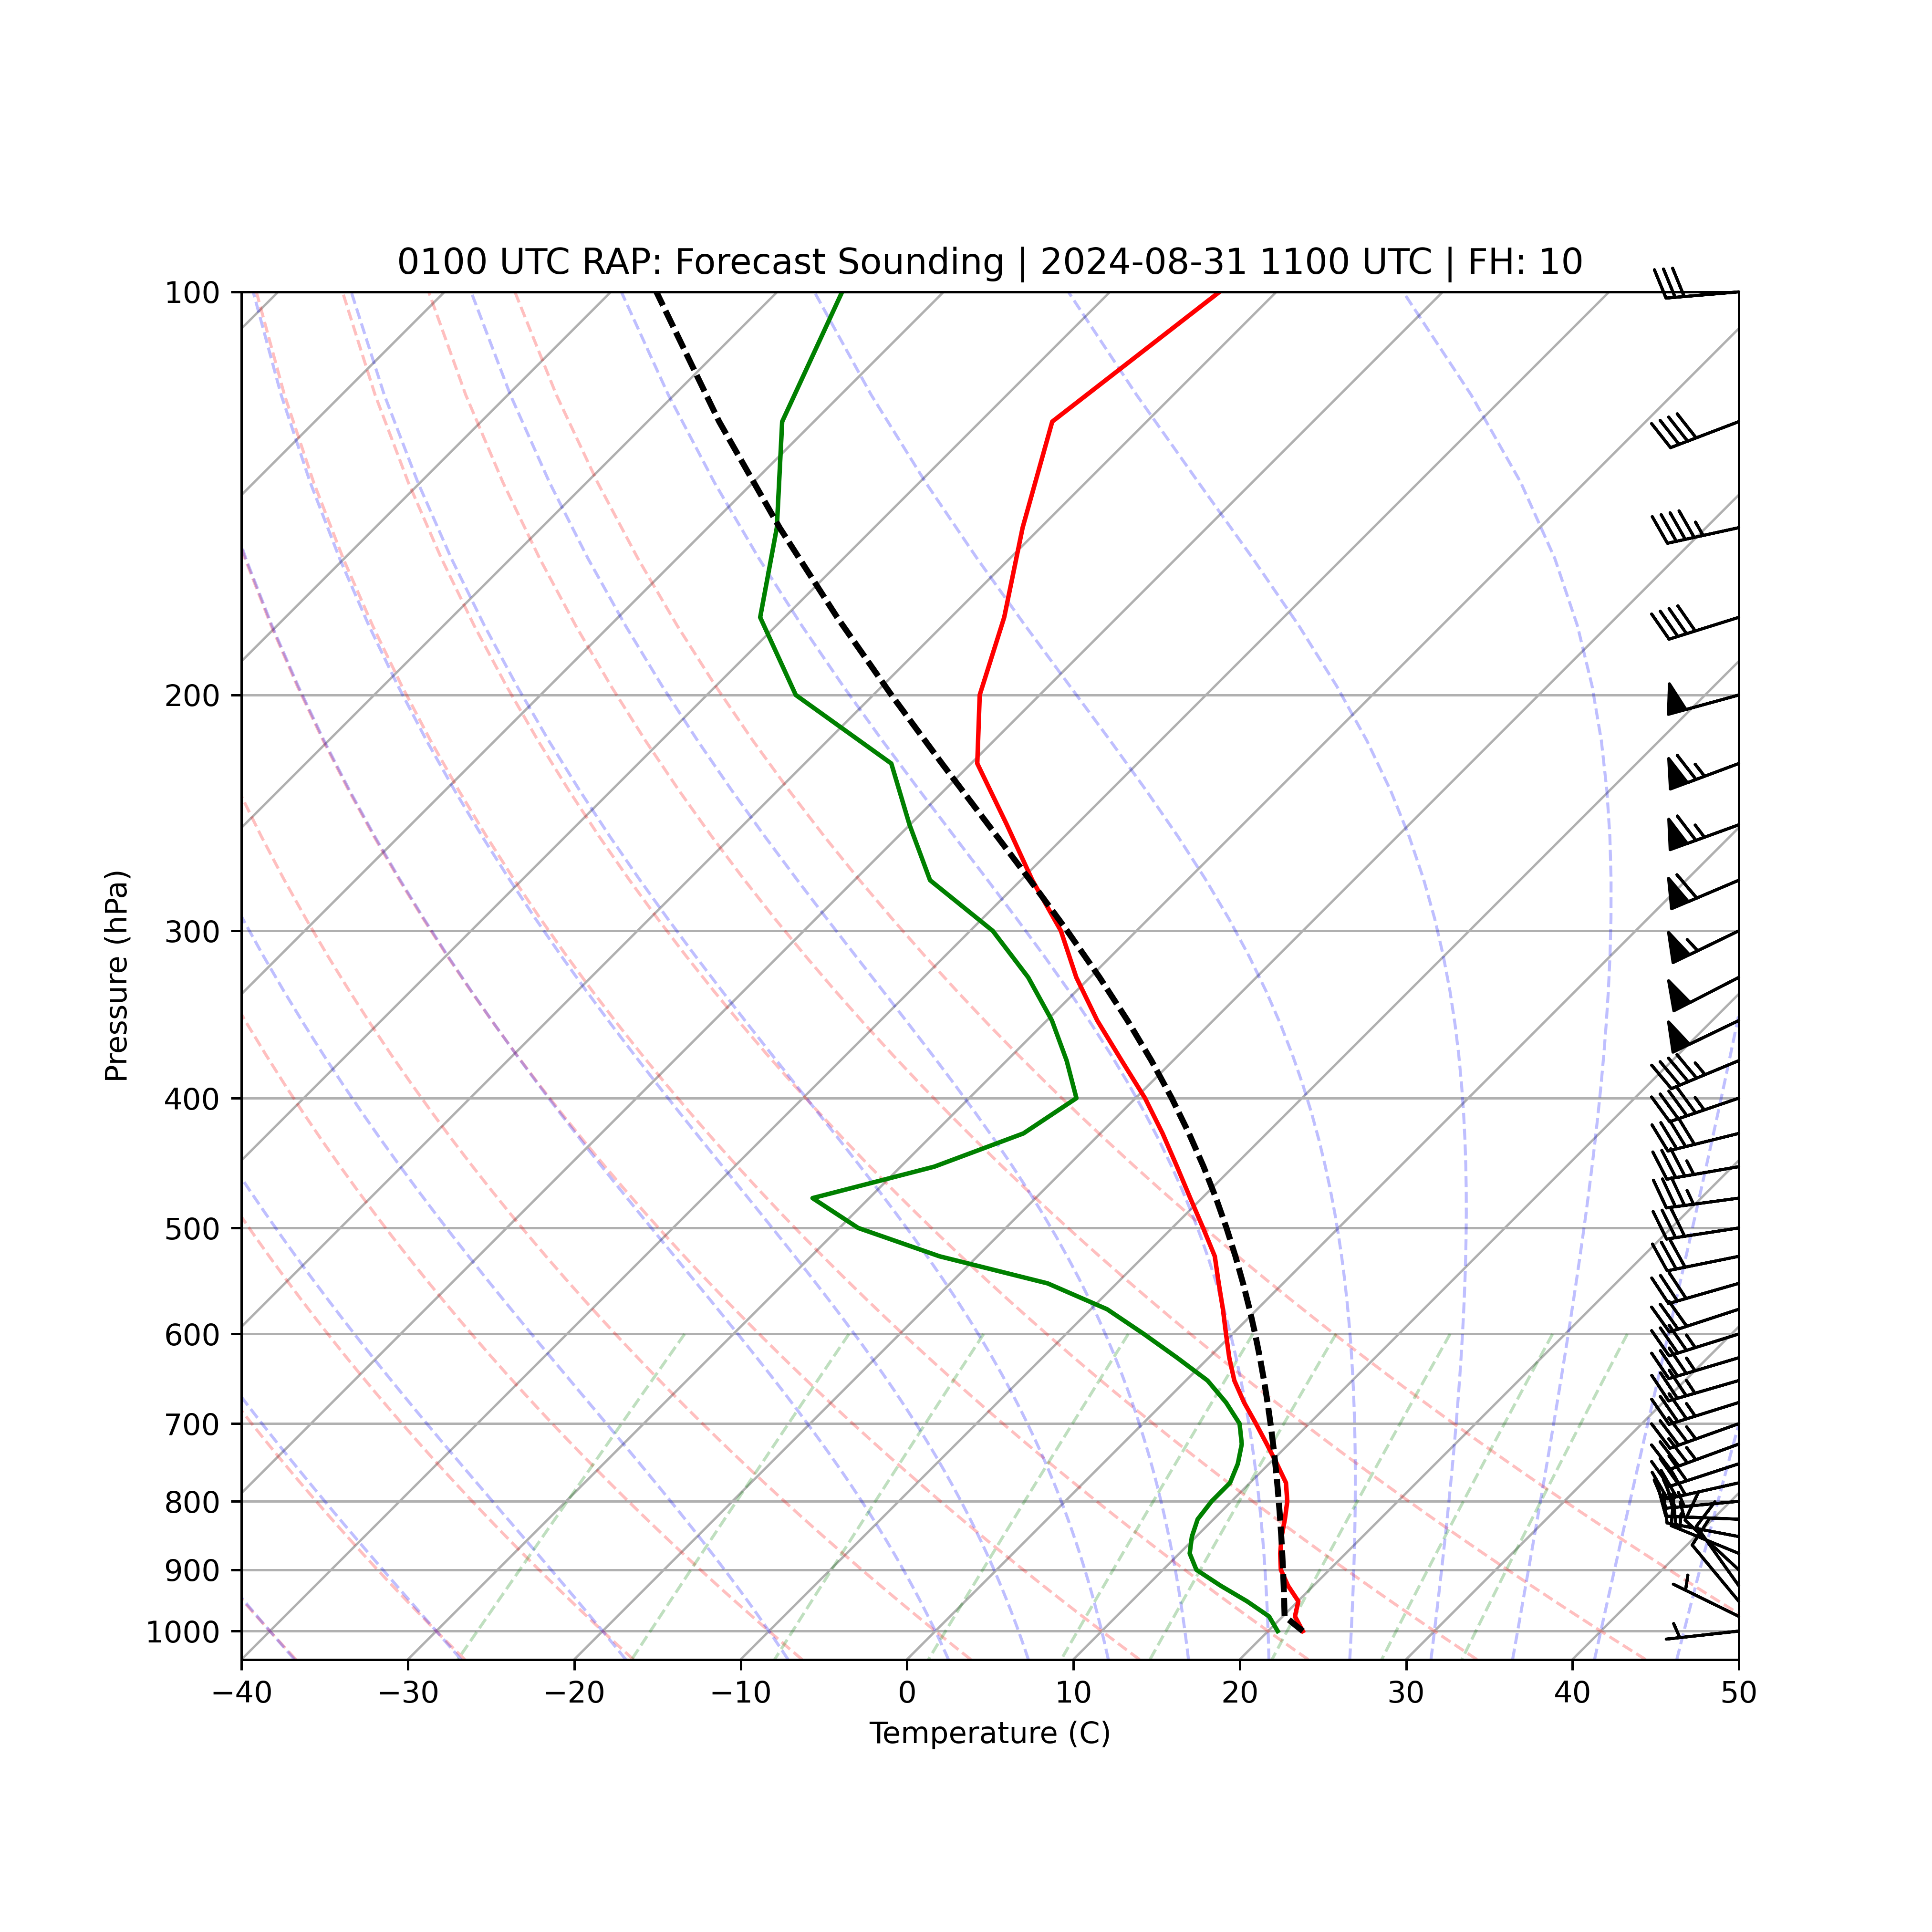 0100 UTC RAP: Forecast Sounding | 2024-08-31 1100 UTC | FH: 10
100
200
300
400
500
600
700
800
900
1000
Pressure (hPa)
−40 −30 −20 −10 0 10 20 30 40 50
Temperature (C)